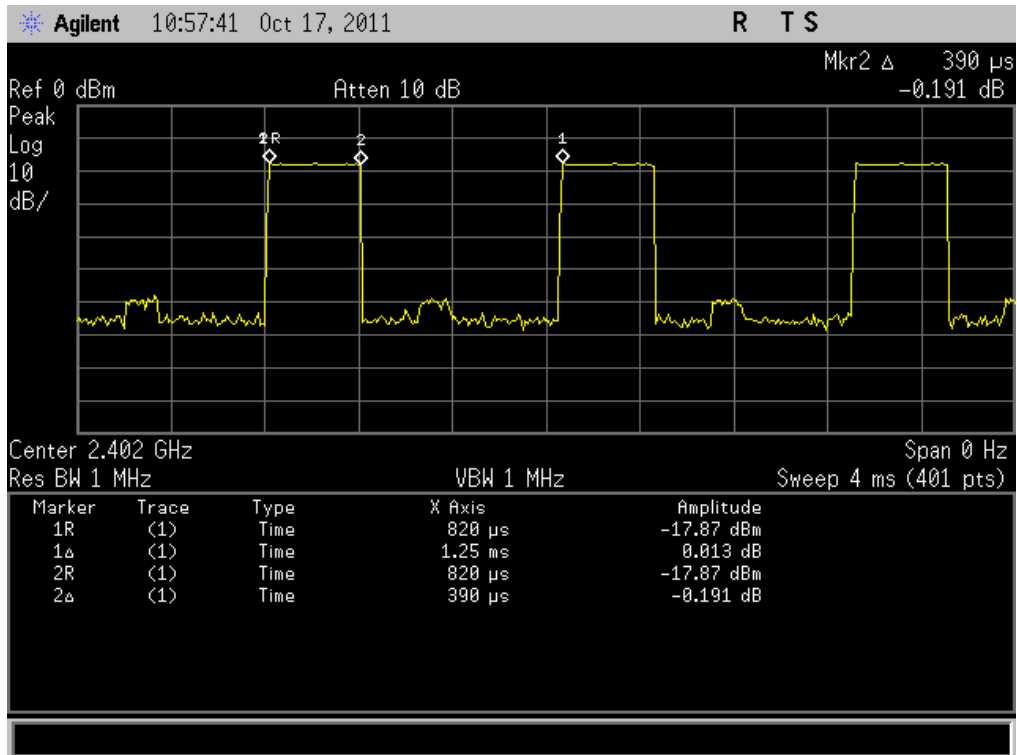 Agilent 10:57:41 Oct 17, 2011 R T S
Mkr2 Δ 390 µs
Ref 0 dBm Atten 10 dB -0.191 dB
Peak
Log
10
dB/
1R 2 1
Center 2.402 GHz Span 0 Hz
Res BW 1 MHz VBW 1 MHz Sweep 4 ms (401 pts)
Marker Trace Type X Axis Amplitude
1R (1) Time 820 µs -17.87 dBm
1Δ (1) Time 1.25 ms 0.013 dB
2R (1) Time 820 µs -17.87 dBm
2Δ (1) Time 390 µs -0.191 dB